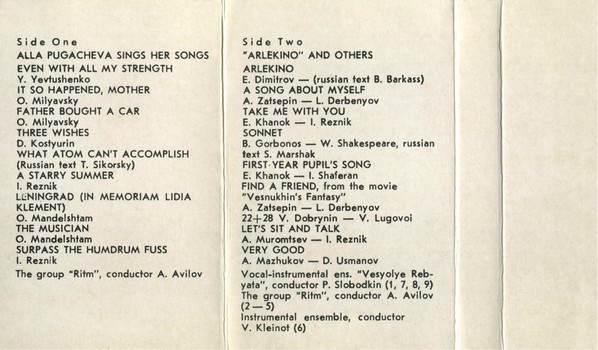 Side One
ALLA PUGACHEVA SINGS HER SONGS
EVEN WITH ALL MY STRENGTH
Y. Yevtushenko
IT SO HAPPENED, MOTHER
O. Milyavsky
FATHER BOUGHT A CAR
O. Milyavsky
THREE WISHES
D. Kostyurin
WHAT ATOM CAN'T ACCOMPLISH
(Russian text T. Sikorsky)
A STARRY SUMMER
I. Reznik
LENINGRAD (IN MEMORIAM LIDIA
KLEMENT)
O. Mandelshtam
THE MUSICIAN
O. Mandelshtam
SURPASS THE HUMDRUM FUSS
I. Reznik
The group "Ritm", conductor A. Avilov
Side Two
"ARLEKINO" AND OTHERS
ARLEKINO
E. Dimitrov — (russian text B. Barkass)
A SONG ABOUT MYSELF
A. Zatsepin — L. Derbenyov
TAKE ME WITH YOU
E. Khanok — I. Reznik
SONNET
B. Gorbonos — W. Shakespeare, russian
text S. Marshak
FIRST-YEAR PUPIL'S SONG
E. Khanok — I. Shaferan
FIND A FRIEND, from the movie
"Vesnukhin's Fantasy"
A. Zatsepin — L. Derbenyov
22+28 V. Dobrynin — V. Lugovoi
LET'S SIT AND TALK
A. Muromtsev — I. Reznik
VERY GOOD
A. Mazhukov — D. Usmanov
Vocal-instrumental ens. "Vesyolye Reb-
yata", conductor P. Slobodkin (1, 7, 8, 9)
The group "Ritm", conductor A. Avilov
(2—5)
Instrumental ensemble, conductor
V. Kleinot (6)